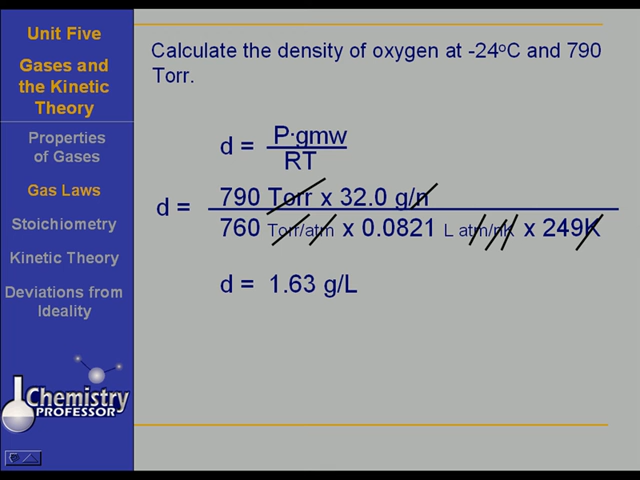 Unit Five
Gases and
the Kinetic
Theory
Properties
of Gases
Gas Laws
Stoichiometry
Kinetic Theory
Deviations from
Ideality
Chemistry
PROFESSOR
Calculate the density of oxygen at -24ºC and 790
Torr.
d = P·gmw
RT
d = 790 Torr x 32.0 g/n
760 Torr/atm x 0.0821 L atm/nK x 249K
d = 1.63 g/L